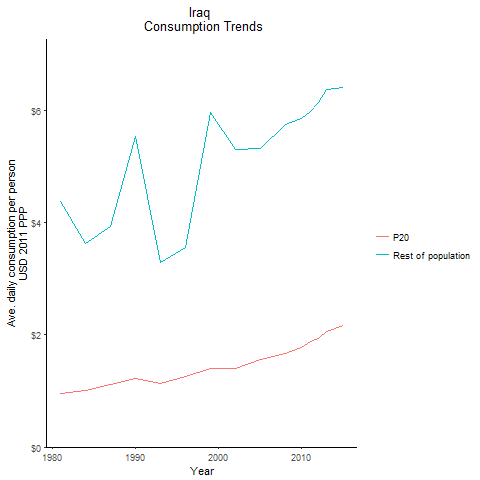 Iraq
Consumption Trends
Ave. daily consumption per person
USD 2011 PPP
$6
$4
$2
$0
1980
1990
2000
2010
Year
P20
Rest of population